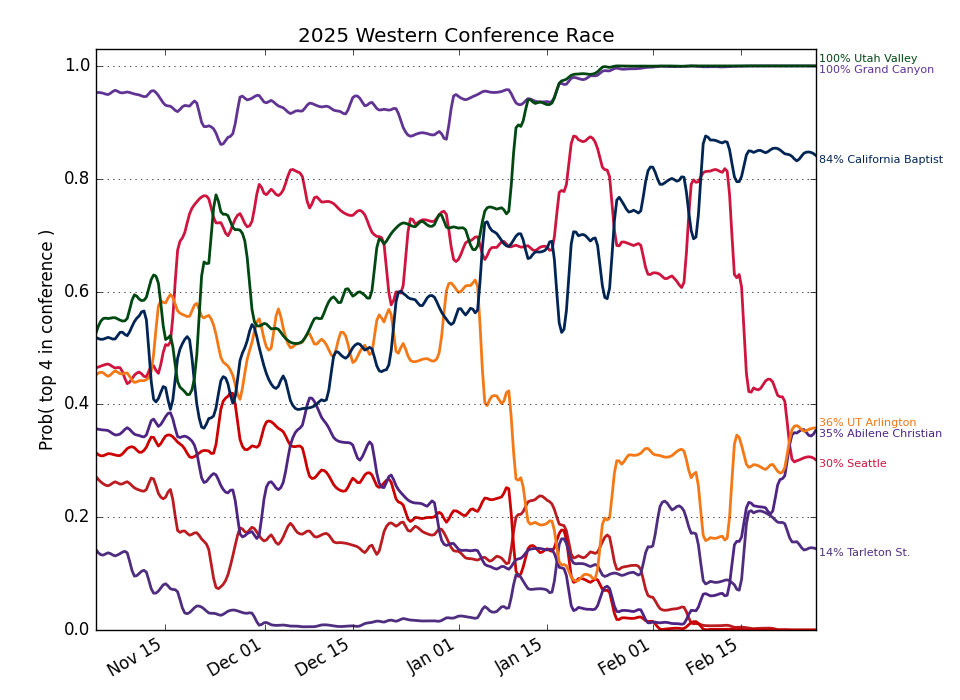 2025 Western Conference Race
Prob( top 4 in conference )
1.0
0.8
0.6
0.4
0.2
0.0
Nov 15
Dec 01
Dec 15
Jan 01
Jan 15
Feb 01
Feb 15
100% Utah Valley
100% Grand Canyon
84% California Baptist
36% UT Arlington
35% Abilene Christian
30% Seattle
14% Tarleton St.